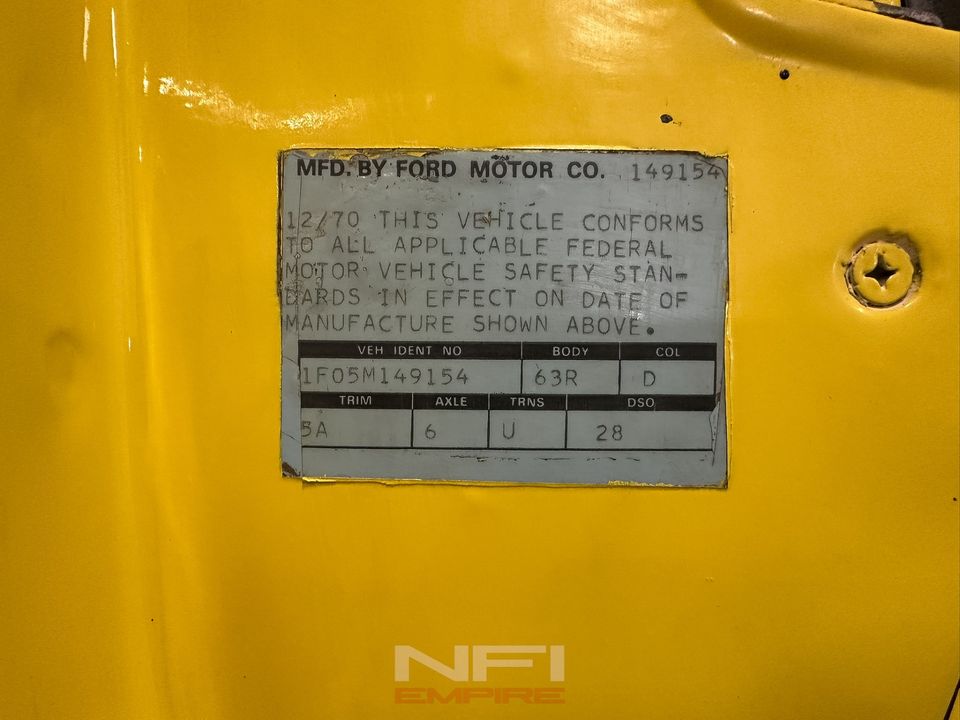 MFD. BY FORD MOTOR CO. 149154
12/70 THIS VEHICLE CONFORMS
TO ALL APPLICABLE FEDERAL
MOTOR VEHICLE SAFETY STAN-
DARDS IN EFFECT ON DATE OF
MANUFACTURE SHOWN ABOVE.
VEH IDENT NO BODY COL
1F05M149154 63R D
TRIM AXLE TRNS DSO
5A 6 U 28
NFI
EMPIRE